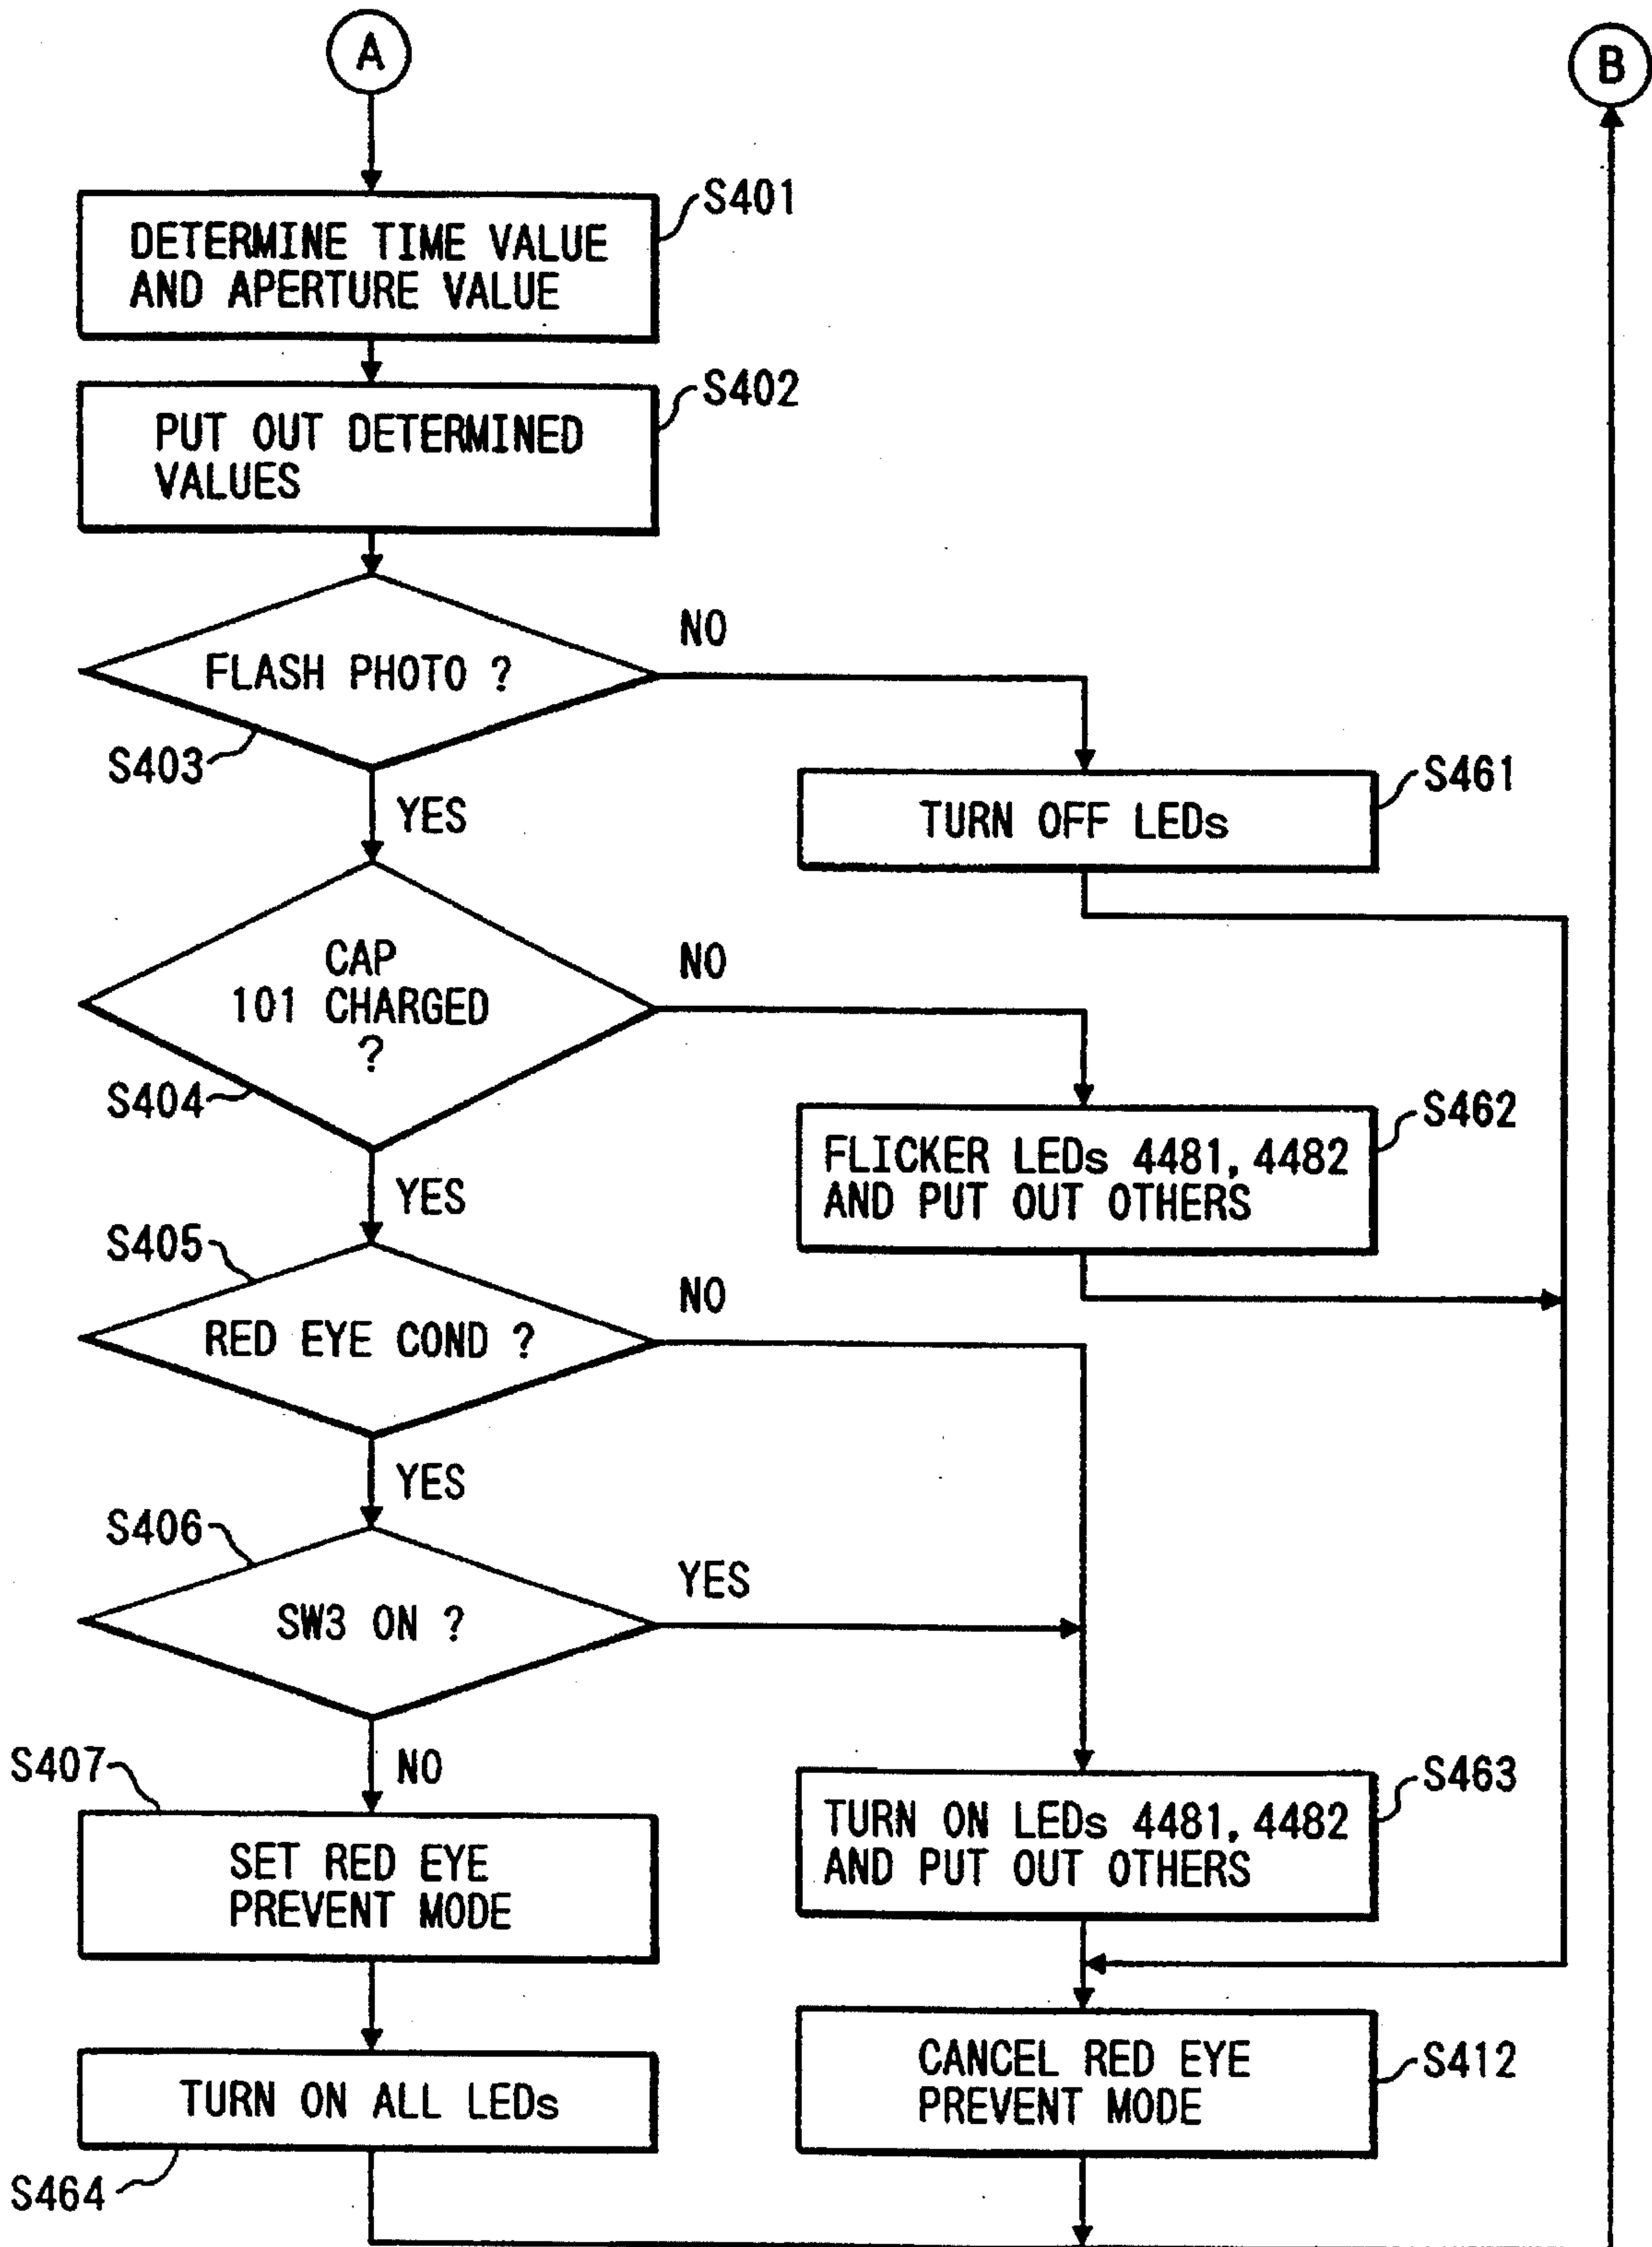 A
B
S401
DETERMINE TIME VALUE
AND APERTURE VALUE
S402
PUT OUT DETERMINED
VALUES
NO
FLASH PHOTO ?
S403
YES
S461
TURN OFF LEDs
CAP
101 CHARGED
?
NO
S404
YES
S462
FLICKER LEDs 4481, 4482
AND PUT OUT OTHERS
S405
NO
RED EYE COND ?
YES
S406
YES
SW3 ON ?
NO
S407
SET RED EYE
PREVENT MODE
S463
TURN ON LEDs 4481, 4482
AND PUT OUT OTHERS
CANCEL RED EYE
PREVENT MODE
S412
TURN ON ALL LEDs
S464